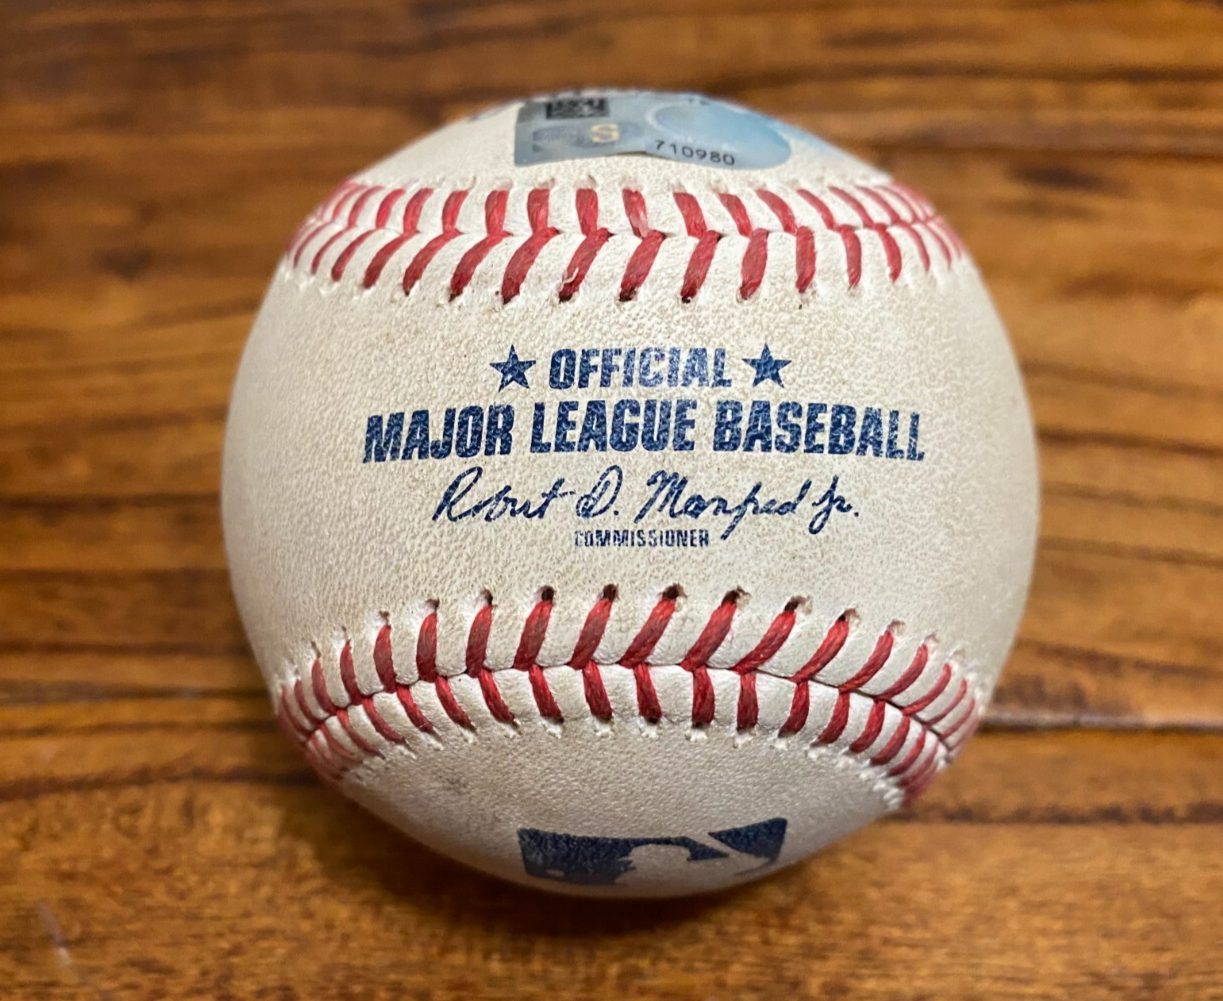 S
710980
★ OFFICIAL ★
MAJOR LEAGUE BASEBALL
Robert D. Manfred Jr.
COMMISSIONER